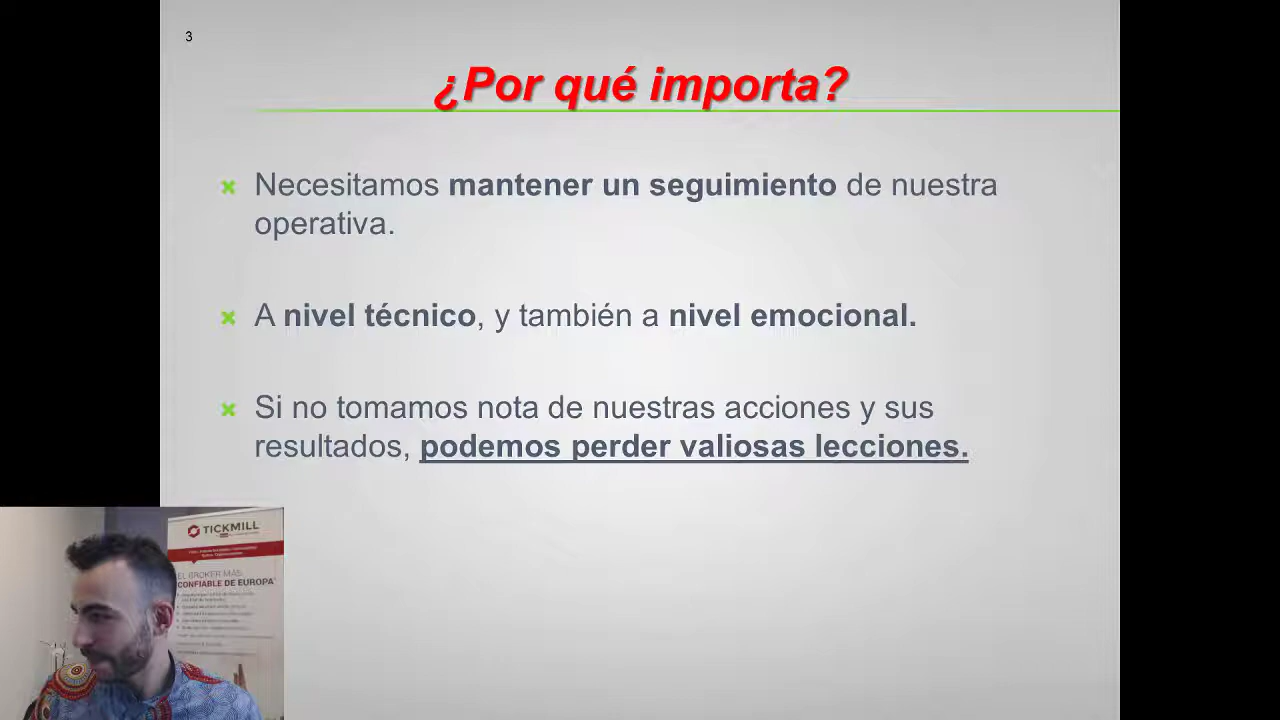 3
¿Por qué importa?
Necesitamos mantener un seguimiento de nuestra
operativa.
A nivel técnico, y también a nivel emocional.
Si no tomamos nota de nuestras acciones y sus
resultados, podemos perder valiosas lecciones.
TICKMILL
EL BROKER MÁS
CONFIABLE DE EUROPA